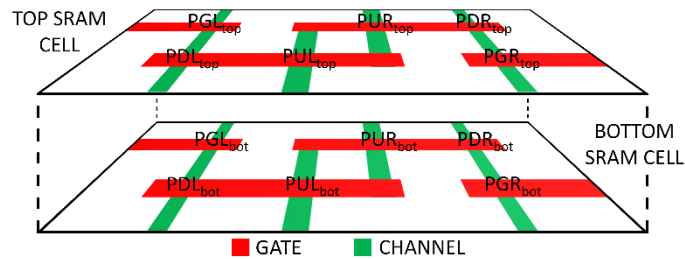 TOP SRAM
CELL
PGLtop PURtop PDRtop
PDLtop PULtop PGRtop
BOTTOM
SRAM CELL
PGLbot PURbot PDRbot
PDLbot PULbot PGRbot
GATE CHANNEL